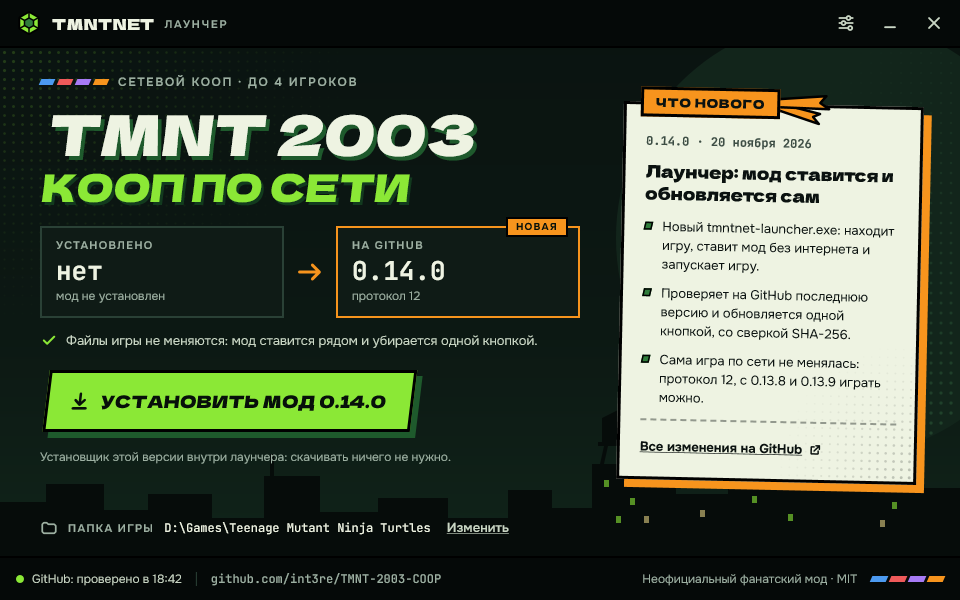 TMNTNET ЛАУНЧЕР
СЕТЕВОЙ КООП · ДО 4 ИГРОКОВ
TMNT 2003
КООП ПО СЕТИ
УСТАНОВЛЕНО
нет
мод не установлен
НОВАЯ
НА GITHUB
0.14.0
протокол 12
Файлы игры не меняются: мод ставится рядом и убирается одной кнопкой.
УСТАНОВИТЬ МОД 0.14.0
Установщик этой версии внутри лаунчера: скачивать ничего не нужно.
ПАПКА ИГРЫ D:\Games\Teenage Mutant Ninja Turtles Изменить
ЧТО НОВОГО
0.14.0 · 20 ноября 2026
Лаунчер: мод ставится и
обновляется сам
Новый tmntnet-launcher.exe: находит
игру, ставит мод без интернета и
запускает игру.
Проверяет на GitHub последнюю
версию и обновляется одной
кнопкой, со сверкой SHA-256.
Сама игра по сети не менялась:
протокол 12, с 0.13.8 и 0.13.9 играть
можно.
Все изменения на GitHub
GitHub: проверено в 18:42
github.com/int3re/TMNT-2003-COOP
Неофициальный фанатский мод · MIT